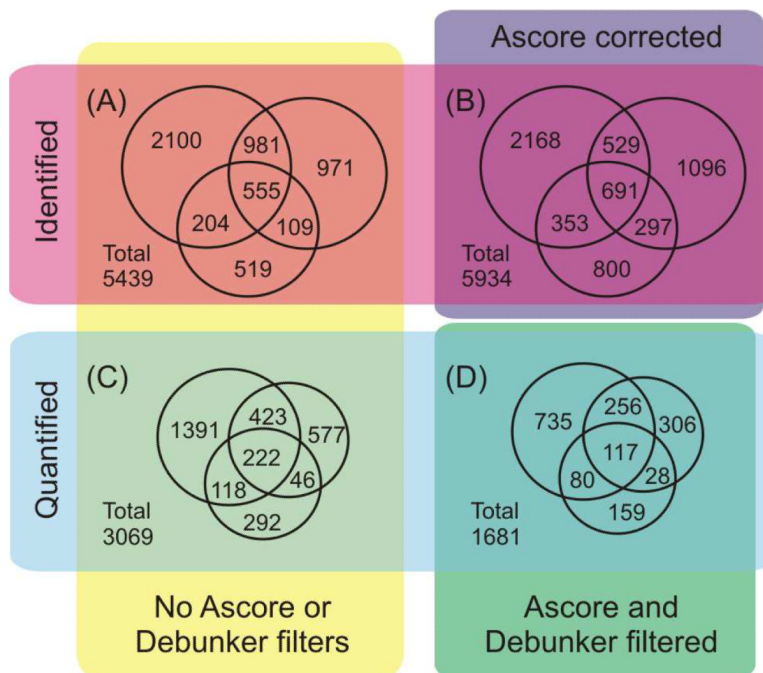 Ascore corrected
Identified
(A)
2100
981
971
555
204
109
519
Total
5439
(B)
2168
529
1096
691
353
297
800
Total
5934
Quantified
(C)
1391
423
577
222
118
46
292
Total
3069
(D)
735
256
306
117
80
28
159
Total
1681
No Ascore or
Debunker filters
Ascore and
Debunker filtered